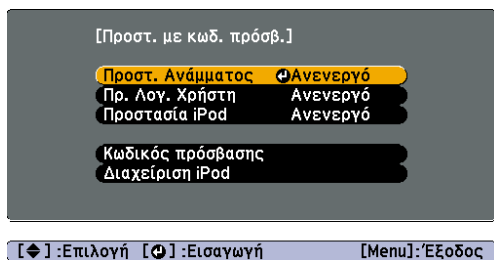 [Προστ. με κωδ. πρόσβ.]
Προστ. Ανάμματος Ανενεργό
Πρ. Λογ. Χρήστη Ανενεργό
Προστασία iPod Ανενεργό
Κωδικός πρόσβασης
Διαχείριση iPod
[◆]:Επιλογή [⏎]:Εισαγωγή [Menu]:Έξοδος